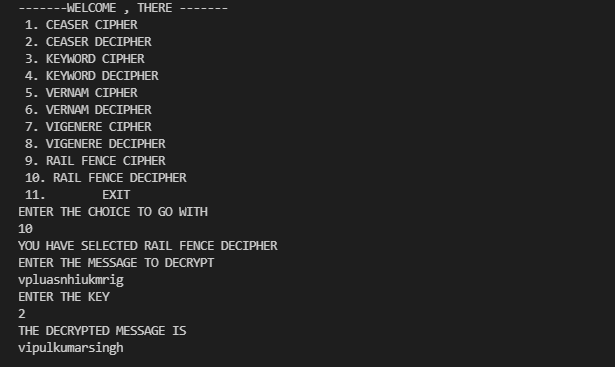 -------WELCOME , THERE -------
1. CEASER CIPHER
2. CEASER DECIPHER
3. KEYWORD CIPHER
4. KEYWORD DECIPHER
5. VERNAM CIPHER
6. VERNAM DECIPHER
7. VIGENERE CIPHER
8. VIGENERE DECIPHER
9. RAIL FENCE CIPHER
10. RAIL FENCE DECIPHER
11.        EXIT
ENTER THE CHOICE TO GO WITH
10
YOU HAVE SELECTED RAIL FENCE DECIPHER
ENTER THE MESSAGE TO DECRYPT
vpluasnhiukmrig
ENTER THE KEY
2
THE DECRYPTED MESSAGE IS
vipulkumarsingh